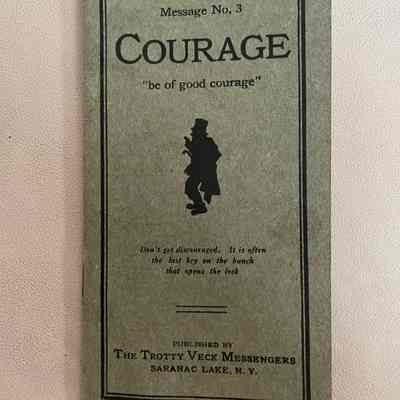 Message No. 3
COURAGE
"be of good courage"
Don't get discouraged. It is often
the last key on the bunch
that opens the lock
PUBLISHED BY
THE TROTTY VECK MESSENGERS
SARANAC LAKE, N. Y.